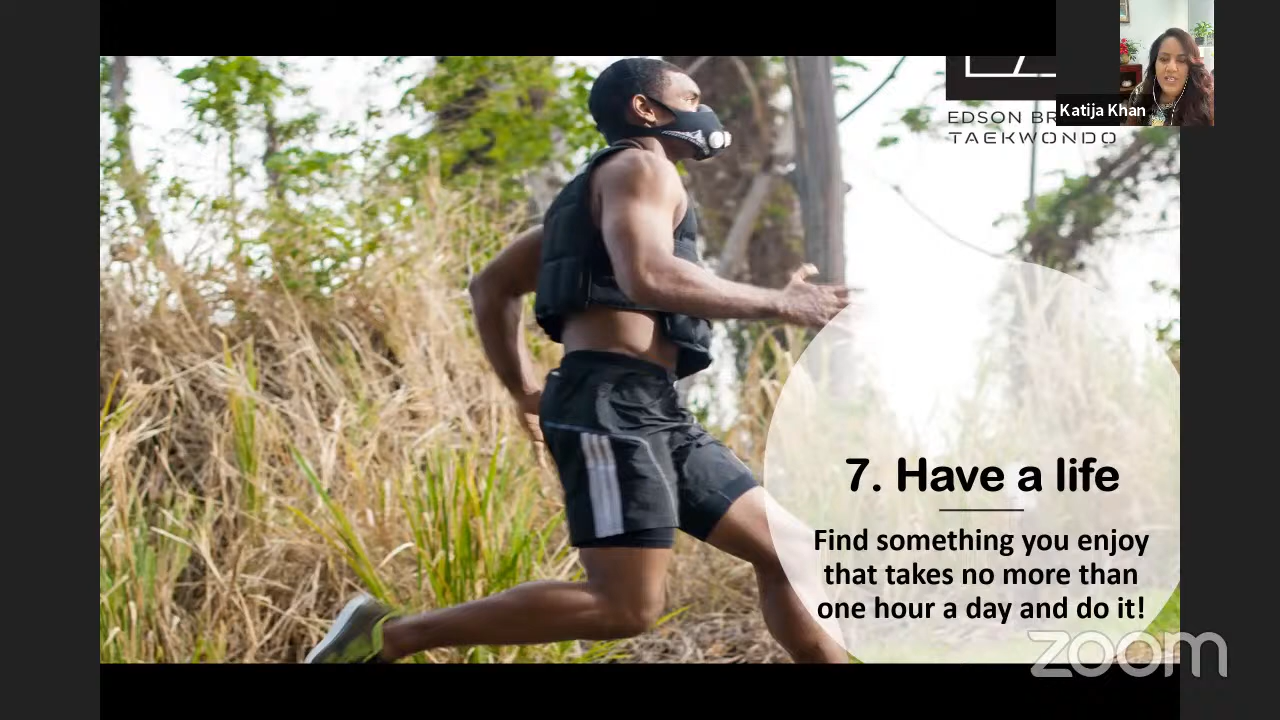 EDSON BR
TAEKWONDO
Katija Khan
7. Have a life
Find something you enjoy
that takes no more than
one hour a day and do it!
zoom